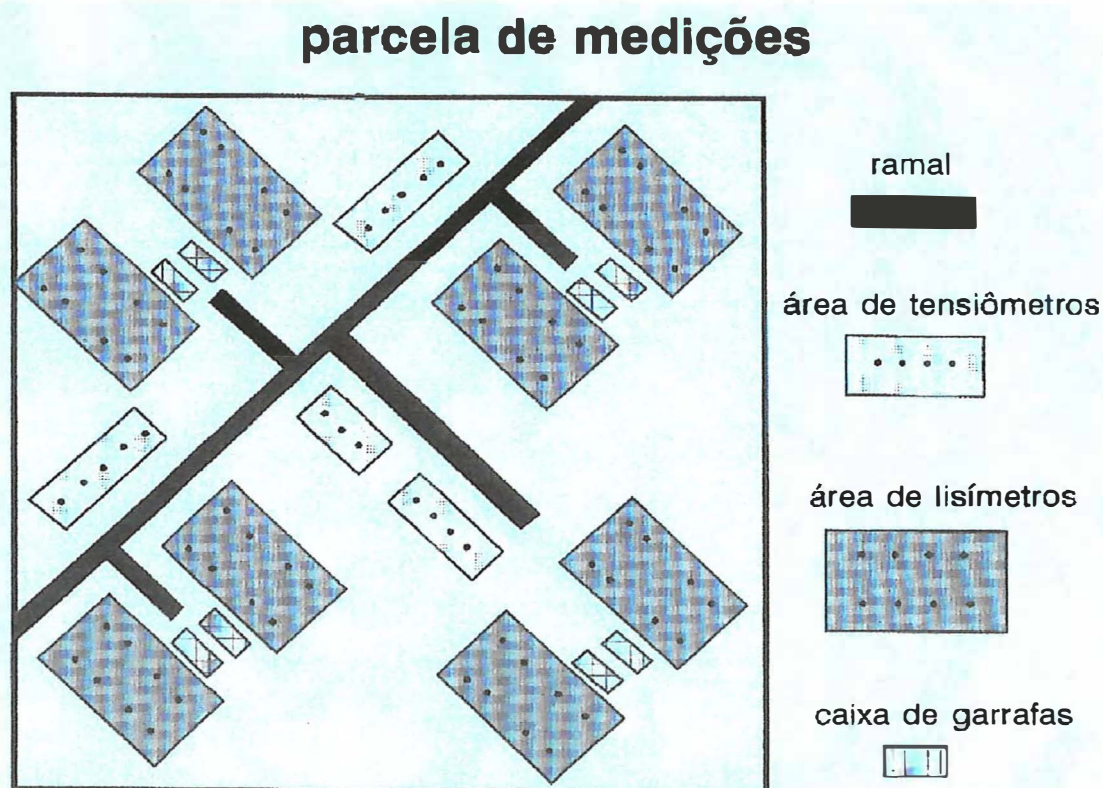 parcela de medições
ramal
área de tensiômetros
área de lisímetros
caixa de garrafas